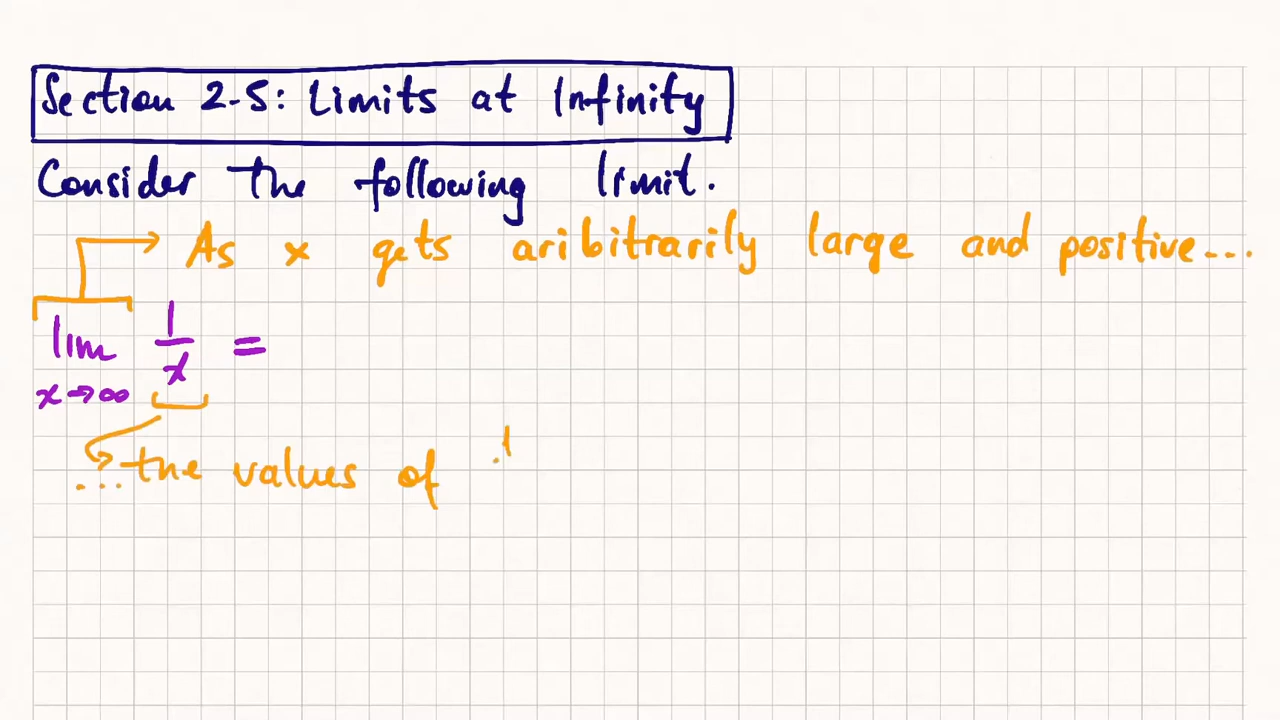 Section 2.5: Limits at Infinity
Consider the following limit.
As x gets aribitrarily large and positive...
lim 1/x =
x→∞
...the values of